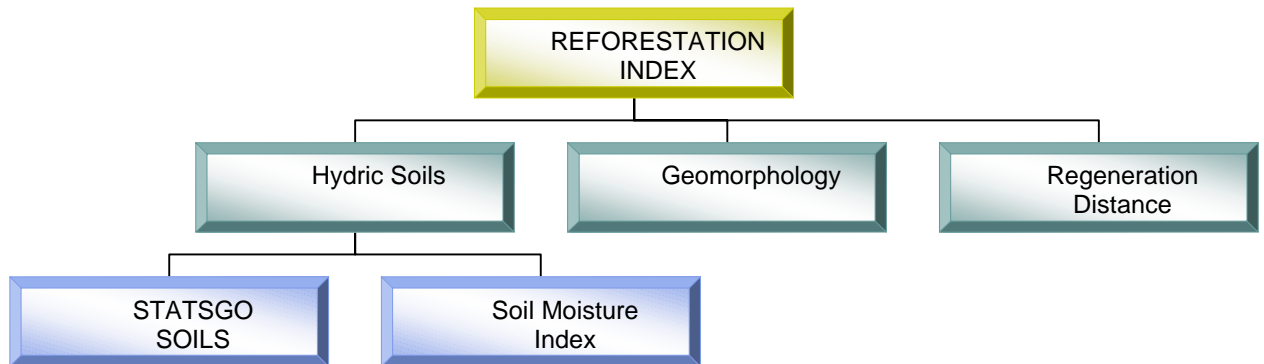 REFORESTATION
INDEX
Hydric Soils
Geomorphology
Regeneration
Distance
STATSGO
SOILS
Soil Moisture
Index